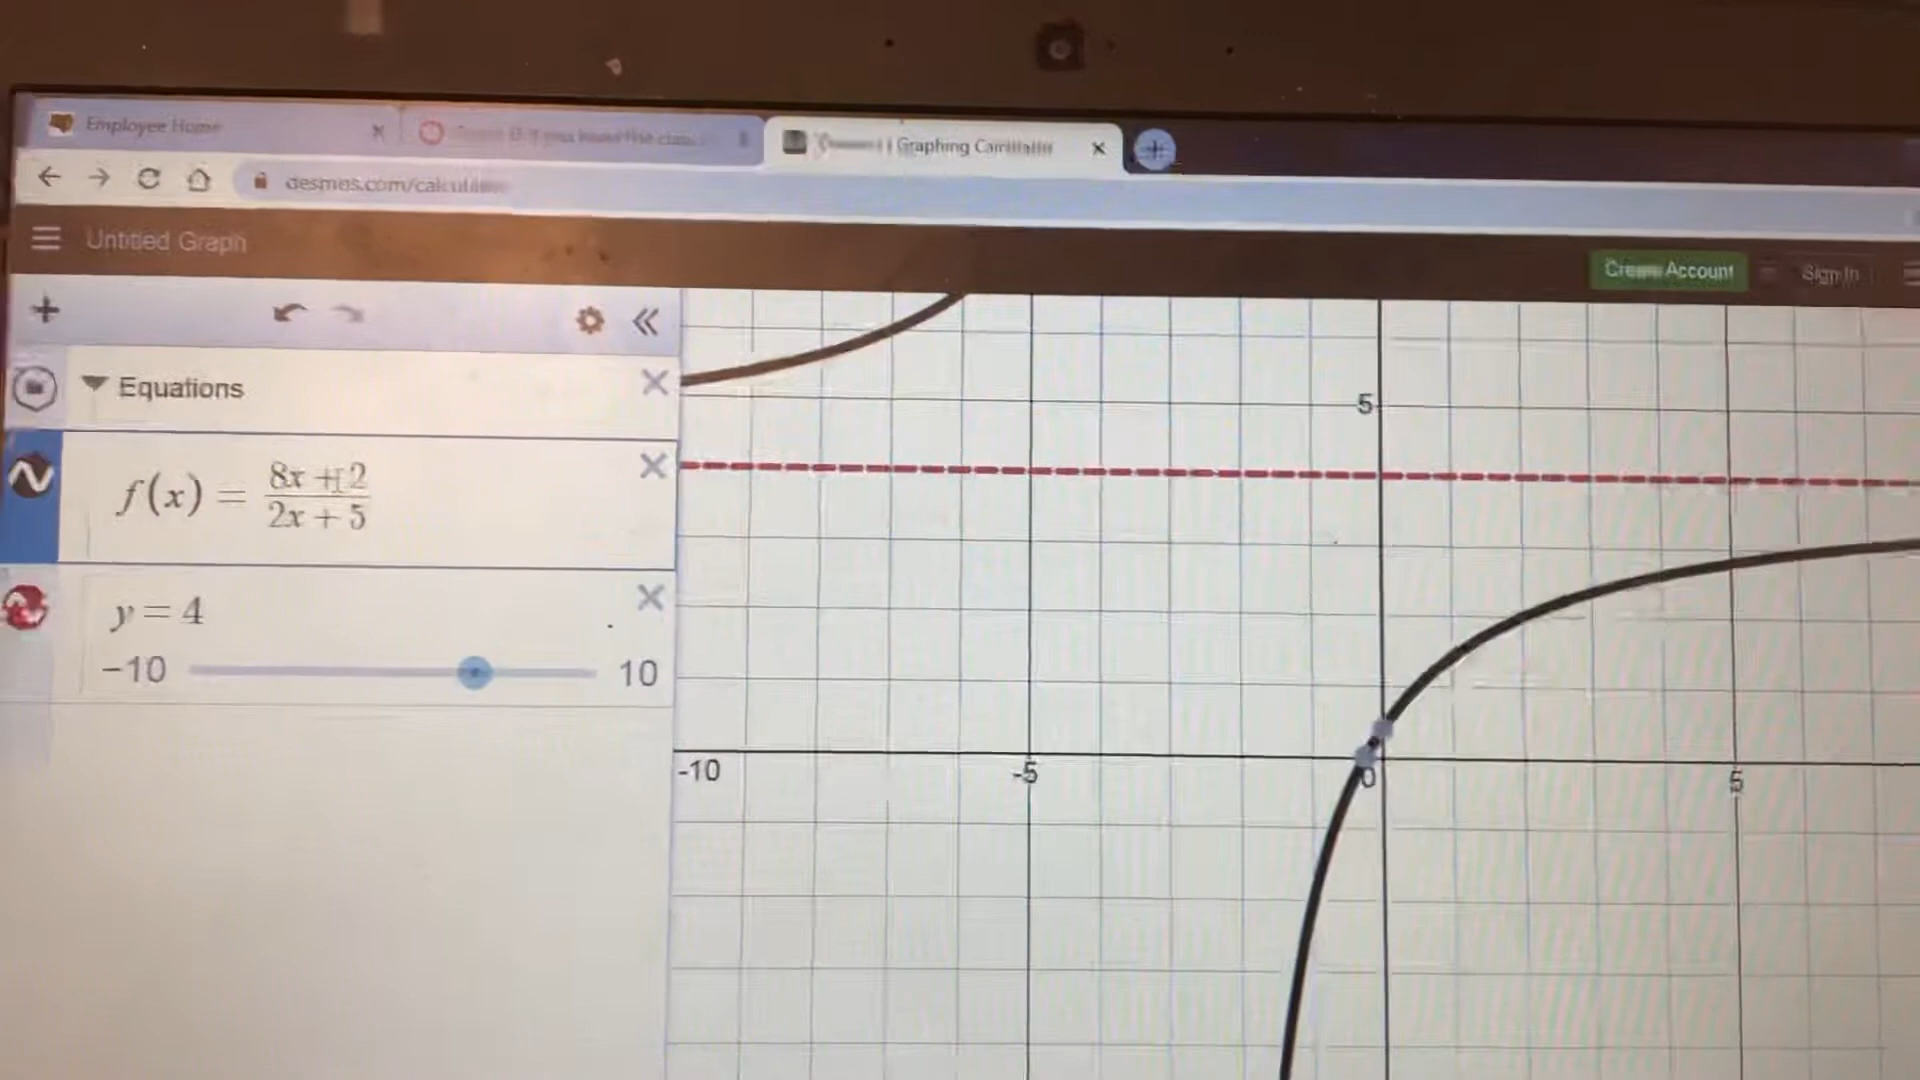 Employee Home
Graphing
desmos.com/calcul
Untitled Graph
Create Account
Sign In
Equations
f(x) = 8x + 2 / 2x + 5
y = 4
-10
10
5
-10
-5
0
5